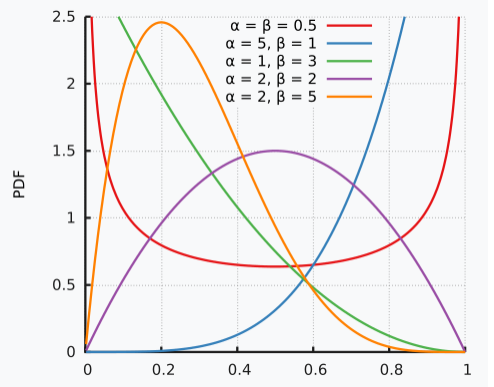 2.5
2
1.5
1
0.5
0
PDF
α = β = 0.5
α = 5, β = 1
α = 1, β = 3
α = 2, β = 2
α = 2, β = 5
0 0.2 0.4 0.6 0.8 1